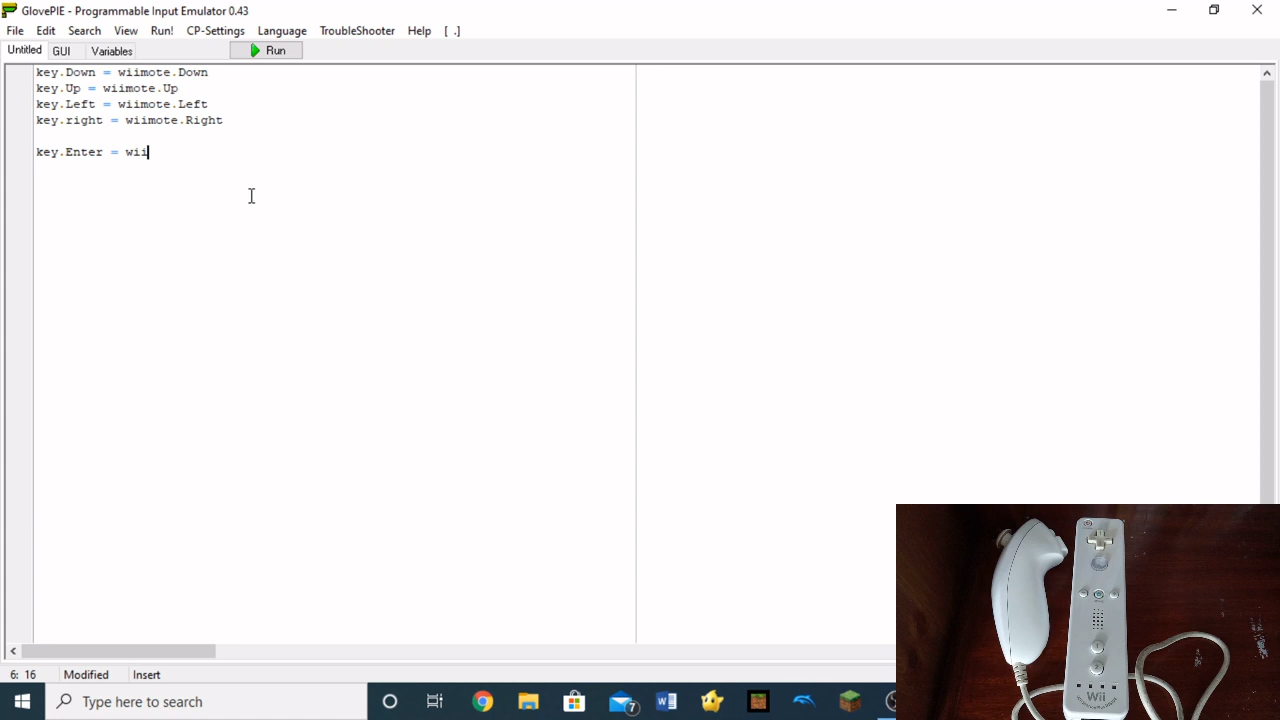 GlovePIE - Programmable Input Emulator 0.43
File Edit Search View Run! CP-Settings Language TroubleShooter Help [ .]
Untitled GUI Variables Run
key.Down = wiimote.Down
key.Up = wiimote.Up
key.Left = wiimote.Left
key.right = wiimote.Right
key.Enter = wii
6: 16 Modified Insert
Type here to search 7
Wii